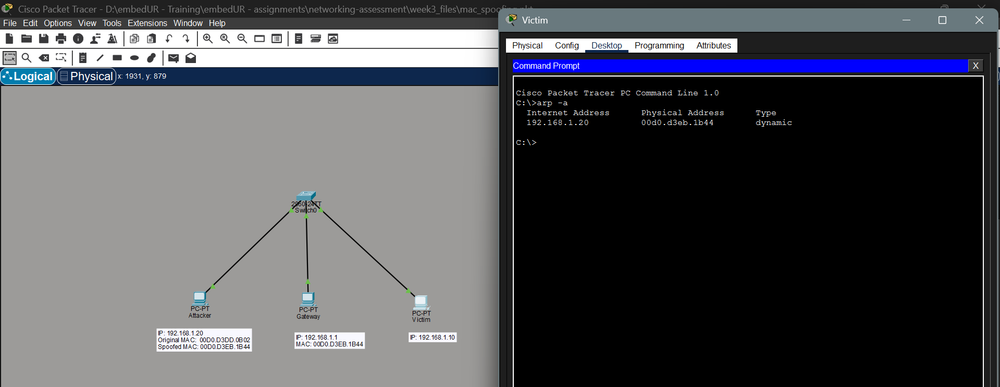 Cisco Packet Tracer - D:\embedUR - Training\embedUR - assignments\networking-assessment\week3_files\mac_spoofing.pkt
File Edit Options View Tools Extensions Window Help
Logical Physical x: 1931, y: 879
2960-24TT
Switch0
PC-PT
Attacker
IP: 192.168.1.20
Original MAC: 00D0.D3DD.0B02
Spoofed MAC: 00D0.D3EB.1B44
PC-PT
Gateway
IP: 192.168.1.1
MAC: 00D0.D3EB.1B44
PC-PT
Victim
IP: 192.168.1.10
Victim
Physical Config Desktop Programming Attributes
Command Prompt
X
Cisco Packet Tracer PC Command Line 1.0
C:\>arp -a
Internet Address Physical Address Type
192.168.1.20 00d0.d3eb.1b44 dynamic
C:\>